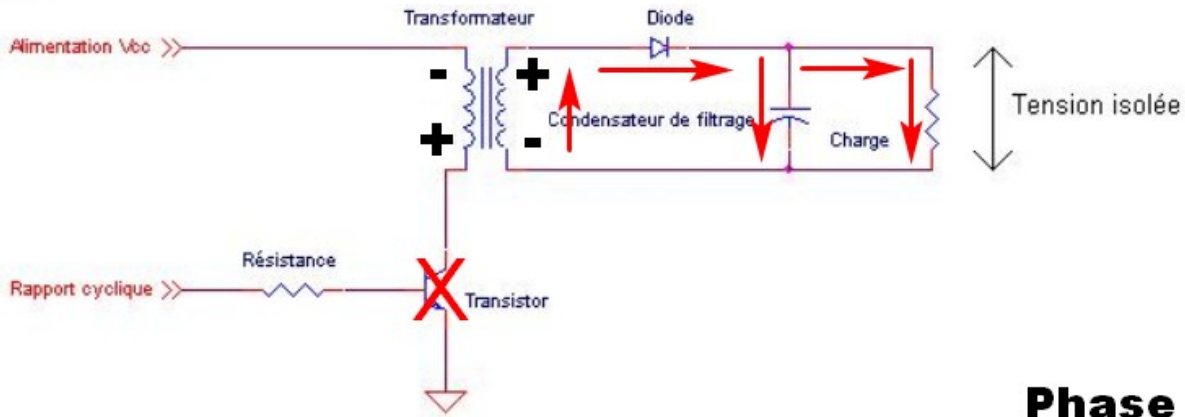 Transformateur
Diode
Alimentation Vcc
- +
+ -
Condensateur de filtrage
Charge
Tension isolée
Résistance
Rapport cyclique
X
Transistor
Phase